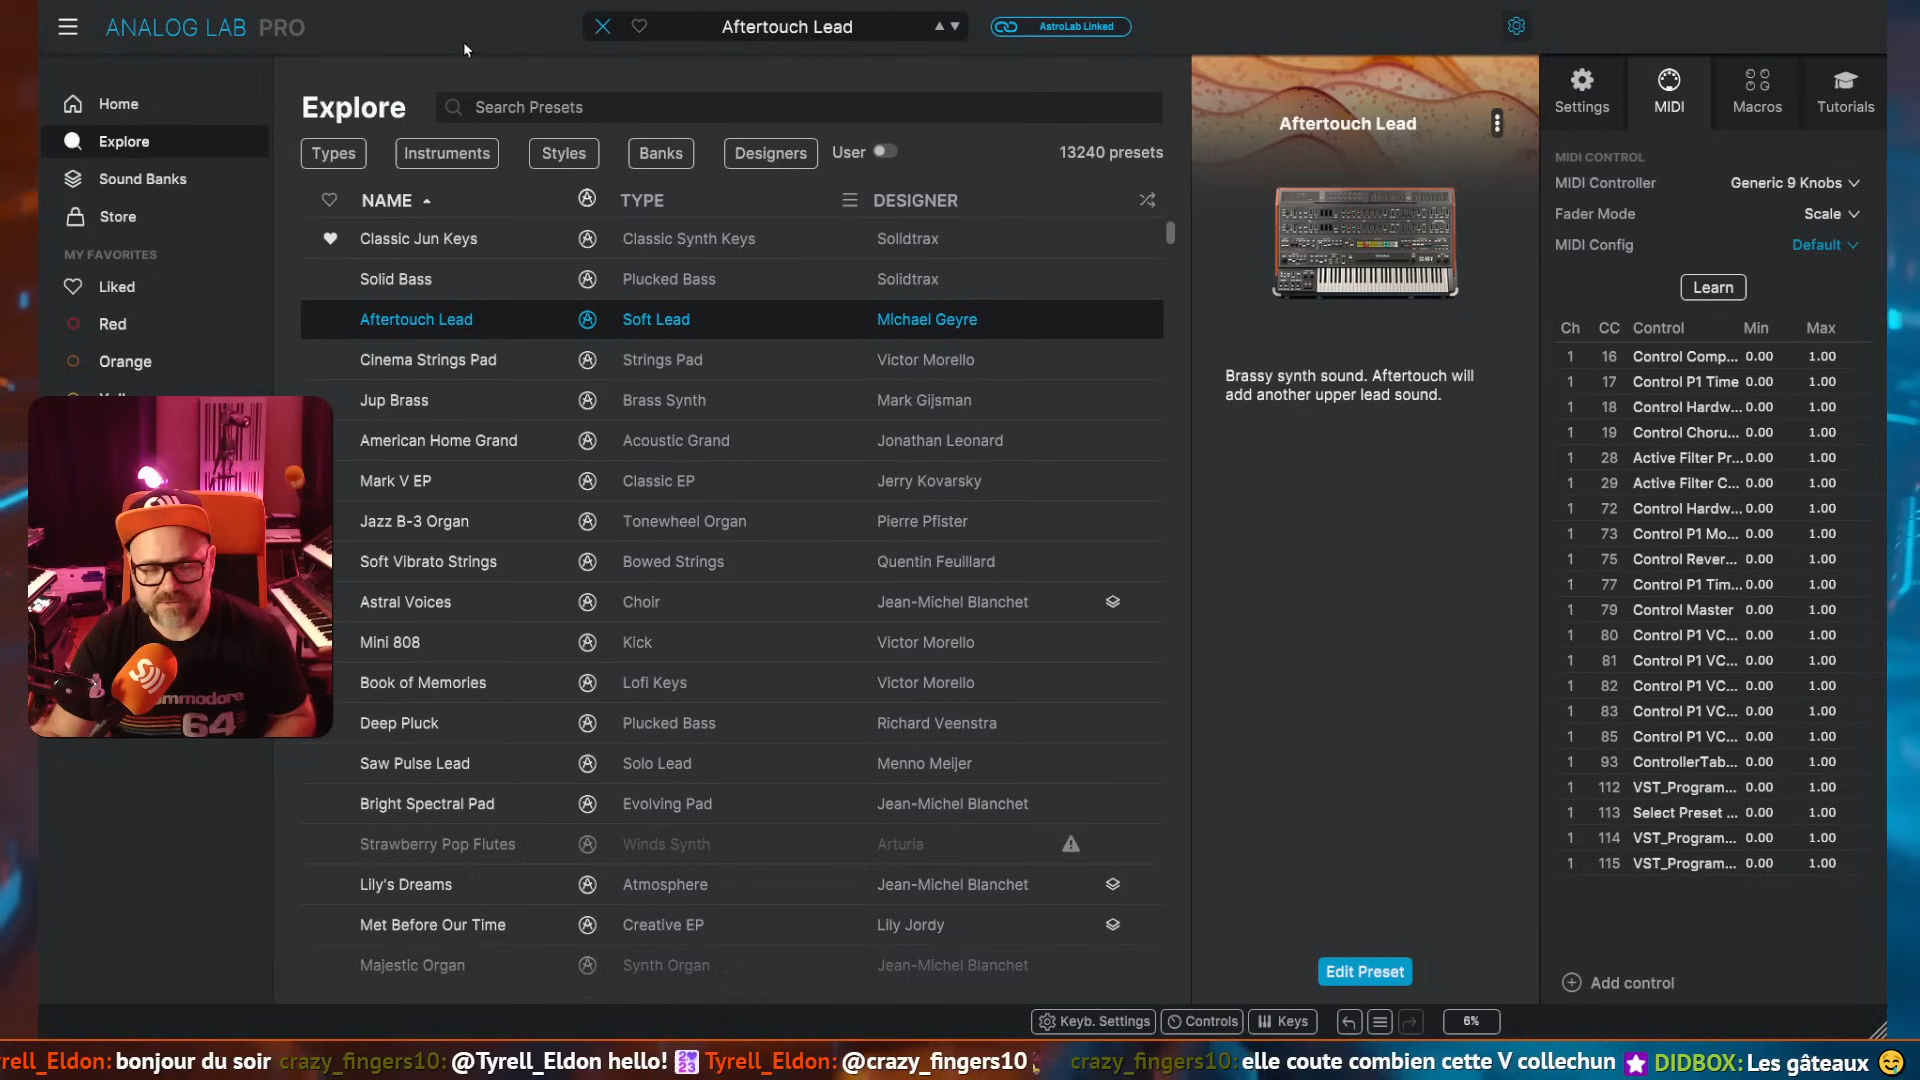 ANALOG LAB PRO
Aftertouch Lead
AstroLab Linked
Home
Explore
Sound Banks
Store
MY FAVORITES
Liked
Red
Orange
Explore
Search Presets
Types
Instruments
Styles
Banks
Designers
User
13240 presets
NAME TYPE DESIGNER
Classic Jun Keys Classic Synth Keys Solidtrax
Solid Bass Plucked Bass Solidtrax
Aftertouch Lead Soft Lead Michael Geyre
Cinema Strings Pad Strings Pad Victor Morello
Jup Brass Brass Synth Mark Gijsman
American Home Grand Acoustic Grand Jonathan Leonard
Mark V EP Classic EP Jerry Kovarsky
Jazz B-3 Organ Tonewheel Organ Pierre Pfister
Soft Vibrato Strings Bowed Strings Quentin Feuillard
Astral Voices Choir Jean-Michel Blanchet
Mini 808 Kick Victor Morello
Book of Memories Lofi Keys Victor Morello
Deep Pluck Plucked Bass Richard Veenstra
Saw Pulse Lead Solo Lead Menno Meijer
Bright Spectral Pad Evolving Pad Jean-Michel Blanchet
Strawberry Pop Flutes Winds Synth Arturia
Lily's Dreams Atmosphere Jean-Michel Blanchet
Met Before Our Time Creative EP Lily Jordy
Majestic Organ Synth Organ Jean-Michel Blanchet
Aftertouch Lead
Brassy synth sound. Aftertouch will
add another upper lead sound.
Edit Preset
Settings
MIDI
Macros
Tutorials
MIDI CONTROL
MIDI Controller Generic 9 Knobs
Fader Mode Scale
MIDI Config Default
Learn
Ch CC Control Min Max
1 16 Control Comp... 0.00 1.00
1 17 Control P1 Time 0.00 1.00
1 18 Control Hardw... 0.00 1.00
1 19 Control Choru... 0.00 1.00
1 28 Active Filter Pr... 0.00 1.00
1 29 Active Filter C... 0.00 1.00
1 72 Control Hardw... 0.00 1.00
1 73 Control P1 Mo... 0.00 1.00
1 75 Control Rever... 0.00 1.00
1 77 Control P1 Tim... 0.00 1.00
1 79 Control Master 0.00 1.00
1 80 Control P1 VC... 0.00 1.00
1 81 Control P1 VC... 0.00 1.00
1 82 Control P1 VC... 0.00 1.00
1 83 Control P1 VC... 0.00 1.00
1 85 Control P1 VC... 0.00 1.00
1 93 ControllerTab... 0.00 1.00
1 112 VST_Program... 0.00 1.00
1 113 Select Preset ... 0.00 1.00
1 114 VST_Program... 0.00 1.00
1 115 VST_Program... 0.00 1.00
Add control
Keyb. Settings
Controls
Keys
6%
mmodore
64
rell_Eldon: bonjour du soir crazy_fingers10: @Tyrell_Eldon hello! Tyrell_Eldon: @crazy_fingers10 crazy_fingers10: elle coute combien cette V collechun DIDBOX: Les gâteaux 😋